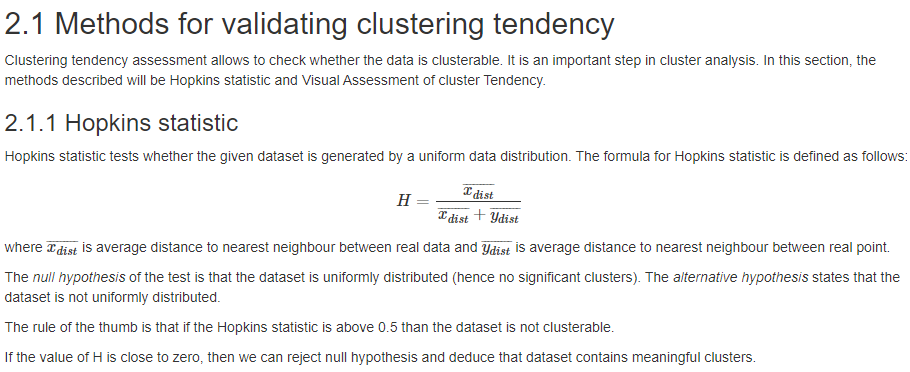 2.1 Methods for validating clustering tendency
Clustering tendency assessment allows to check whether the data is clusterable. It is an important step in cluster analysis. In this section, the
methods described will be Hopkins statistic and Visual Assessment of cluster Tendency.
2.1.1 Hopkins statistic
Hopkins statistic tests whether the given dataset is generated by a uniform data distribution. The formula for Hopkins statistic is defined as follows:
H = \frac{\overline{x_{dist}}}{\overline{x_{dist}} + \overline{y_{dist}}}
where \overline{x_{dist}} is average distance to nearest neighbour between real data and \overline{y_{dist}} is average distance to nearest neighbour between real point.
The null hypothesis of the test is that the dataset is uniformly distributed (hence no significant clusters). The alternative hypothesis states that the
dataset is not uniformly distributed.
The rule of the thumb is that if the Hopkins statistic is above 0.5 than the dataset is not clusterable.
If the value of H is close to zero, then we can reject null hypothesis and deduce that dataset contains meaningful clusters.